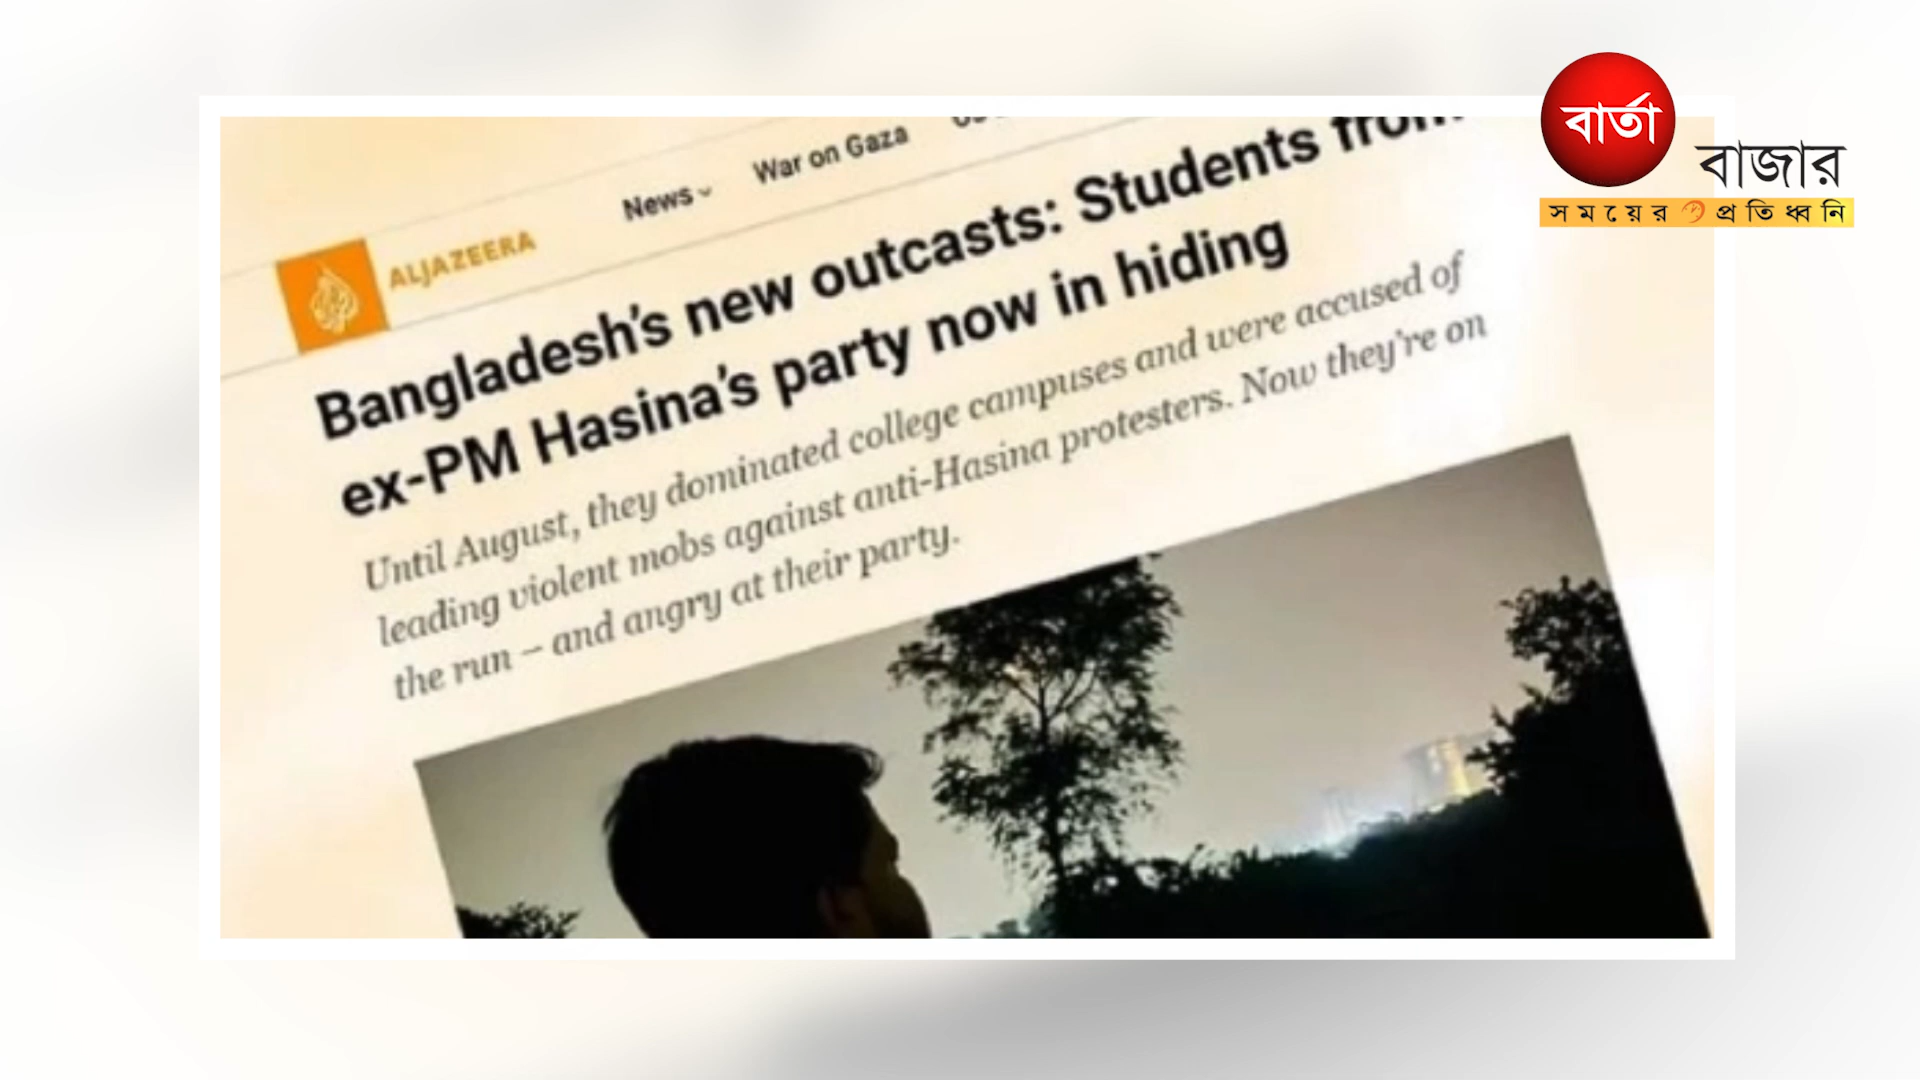 বার্তা
বাজার
সময়ের প্রতিধ্বনি
News
War on Gaza
ALJAZEERA
Bangladesh's new outcasts: Students from
ex-PM Hasina's party now in hiding
Until August, they dominated college campuses and were accused of
leading violent mobs against anti-Hasina protesters. Now they're on
the run – and angry at their party.